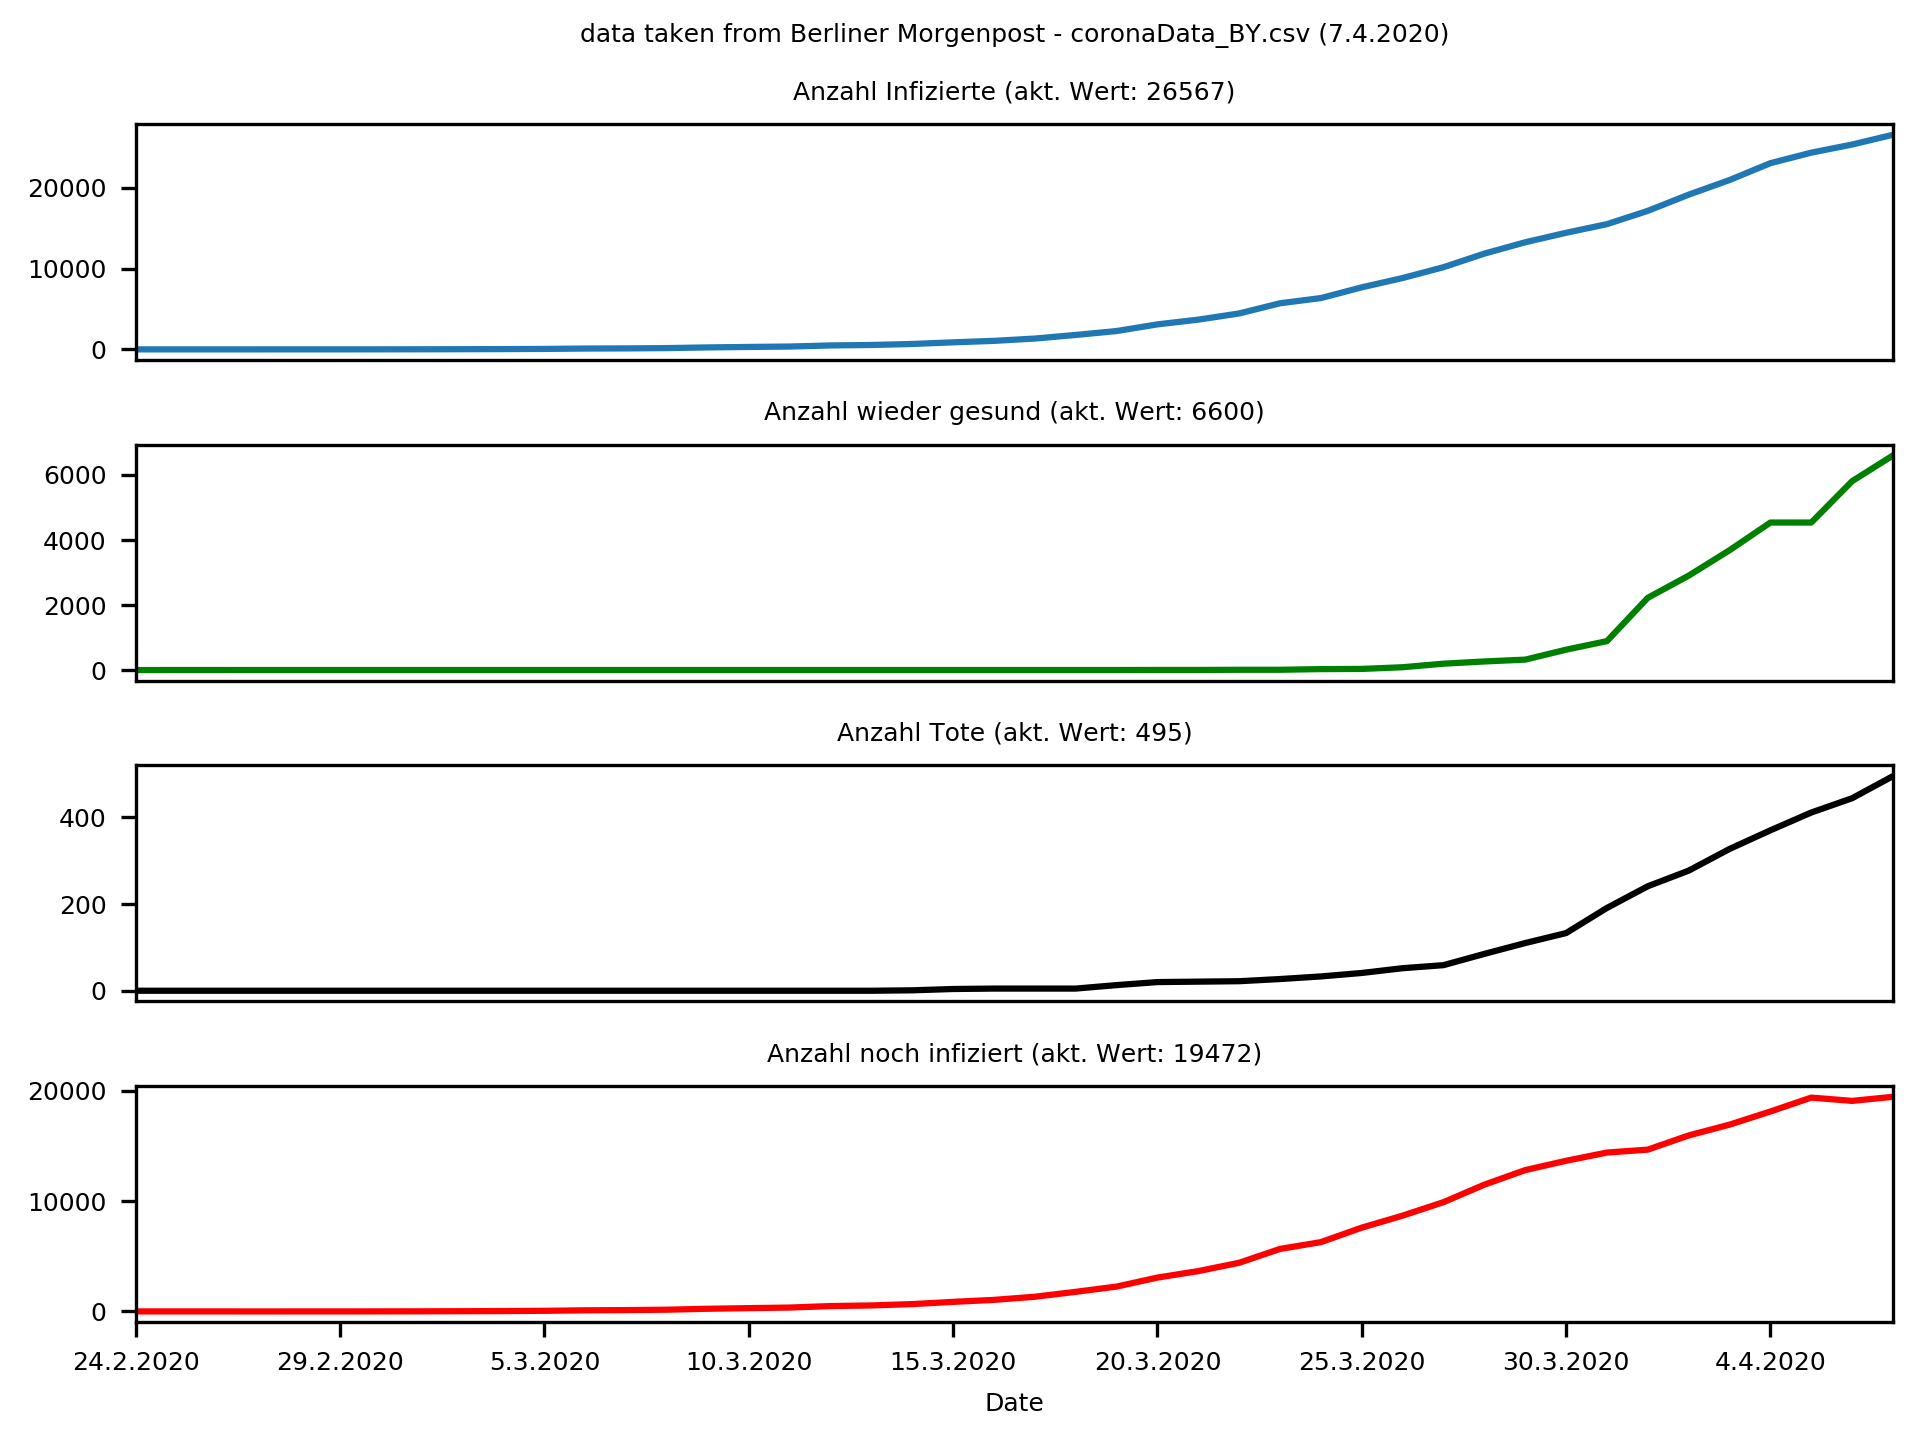 data taken from Berliner Morgenpost - coronaData_BY.csv (7.4.2020)
Anzahl Infizierte (akt. Wert: 26567)
20000
10000
0
Anzahl wieder gesund (akt. Wert: 6600)
6000
4000
2000
0
Anzahl Tote (akt. Wert: 495)
400
200
0
Anzahl noch infiziert (akt. Wert: 19472)
20000
10000
0
24.2.2020 29.2.2020 5.3.2020 10.3.2020 15.3.2020 20.3.2020 25.3.2020 30.3.2020 4.4.2020
Date